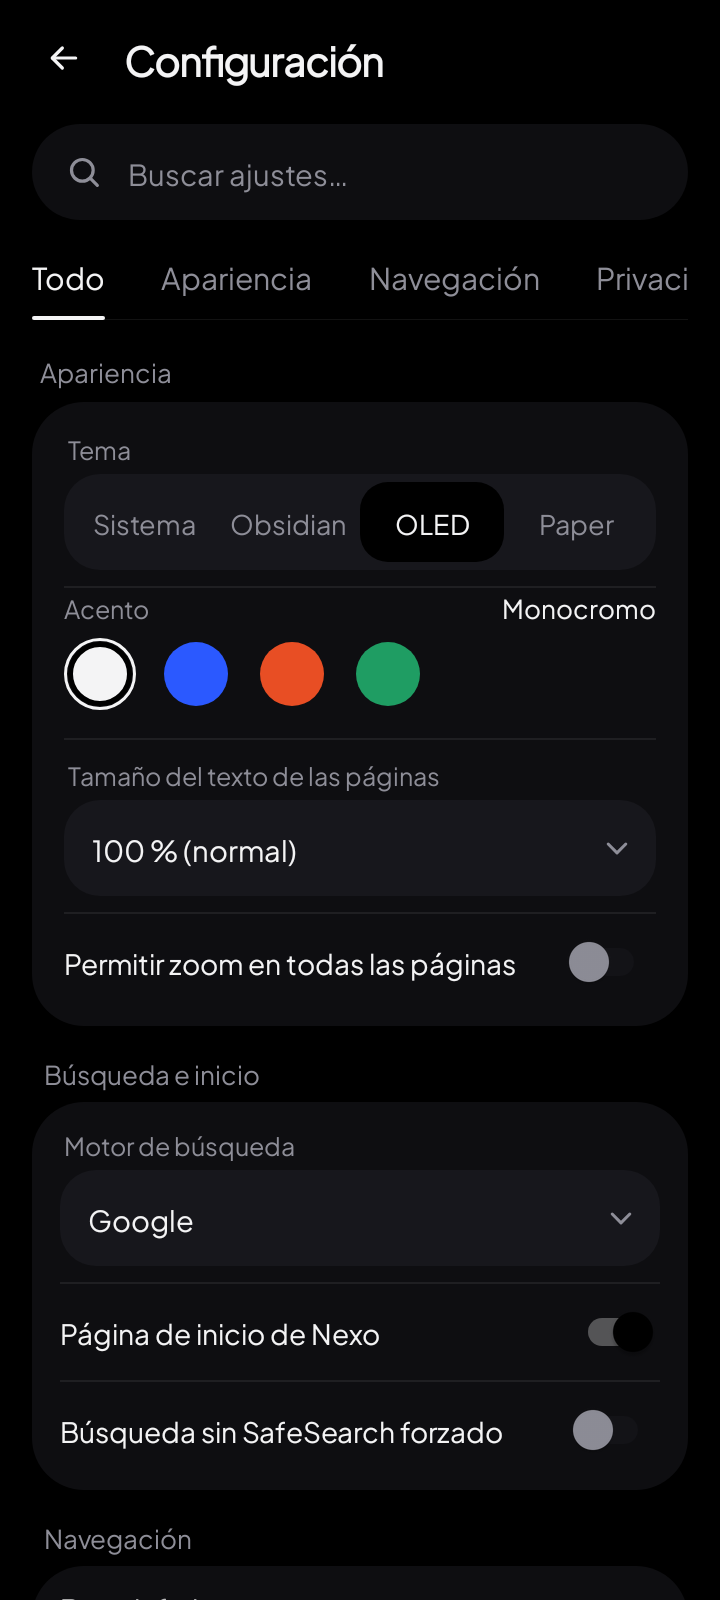 Configuración
Buscar ajustes...
Todo Apariencia Navegación Privaci
Apariencia
Tema
Sistema Obsidian OLED Paper
Acento Monocromo
Tamaño del texto de las páginas
100 % (normal)
Permitir zoom en todas las páginas
Búsqueda e inicio
Motor de búsqueda
Google
Página de inicio de Nexo
Búsqueda sin SafeSearch forzado
Navegación